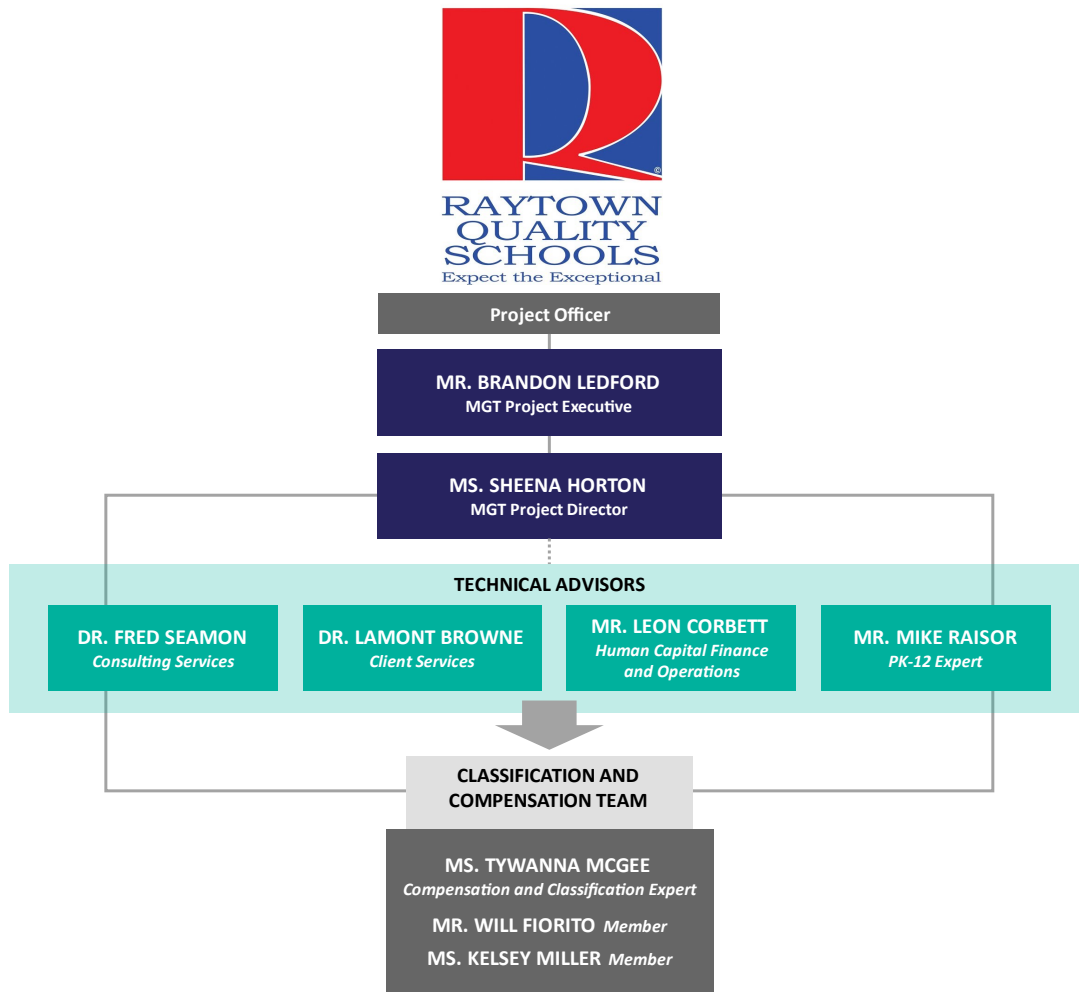 R
®
RAYTOWN
QUALITY
SCHOOLS
Expect the Exceptional
Project Officer
MR. BRANDON LEDFORD
MGT Project Executive
MS. SHEENA HORTON
MGT Project Director
TECHNICAL ADVISORS
DR. FRED SEAMON
Consulting Services
DR. LAMONT BROWNE
Client Services
MR. LEON CORBETT
Human Capital Finance
and Operations
MR. MIKE RAISOR
PK-12 Expert
CLASSIFICATION AND
COMPENSATION TEAM
MS. TYWANNA MCGEE
Compensation and Classification Expert
MR. WILL FIORITO Member
MS. KELSEY MILLER Member